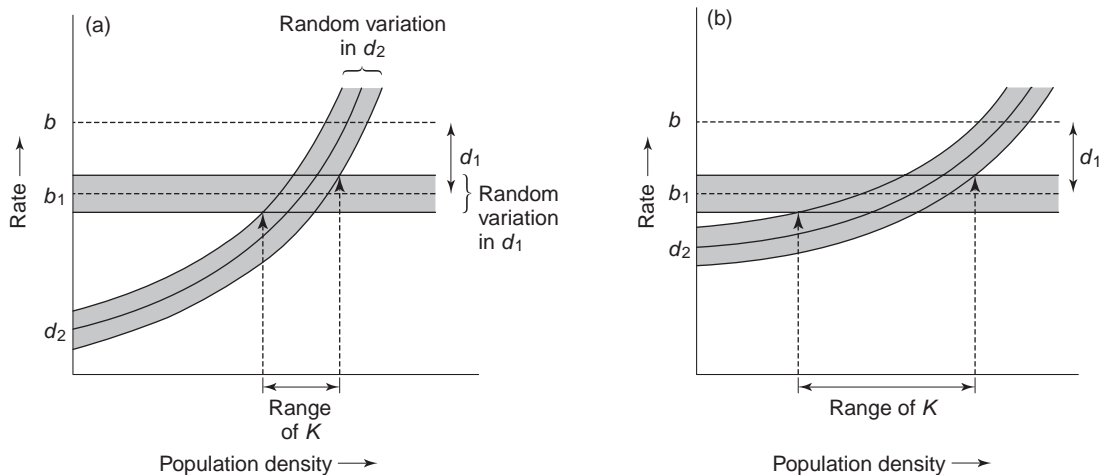 (a)
Random variation
in d2
b
d1
b1
Random
variation
in d1
d2
Rate
Range
of K
Population density
(b)
b
d1
b1
d2
Rate
Range of K
Population density